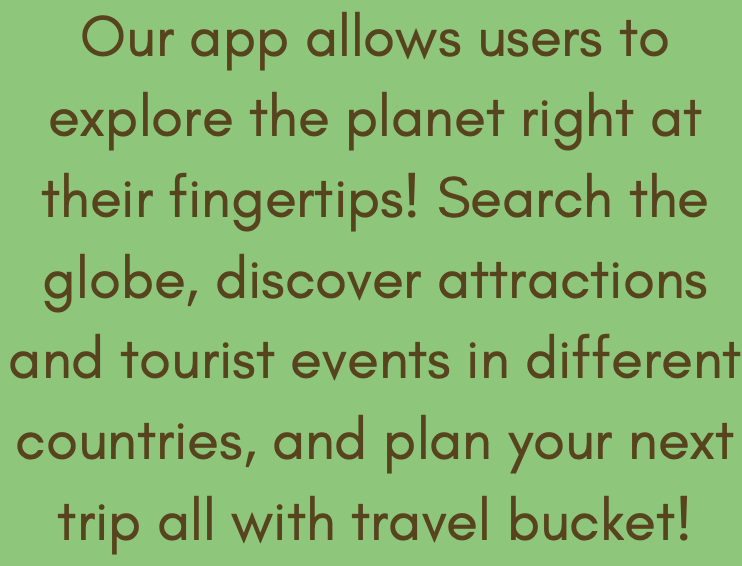 Our app allows users to
explore the planet right at
their fingertips! Search the
globe, discover attractions
and tourist events in different
countries, and plan your next
trip all with travel bucket!